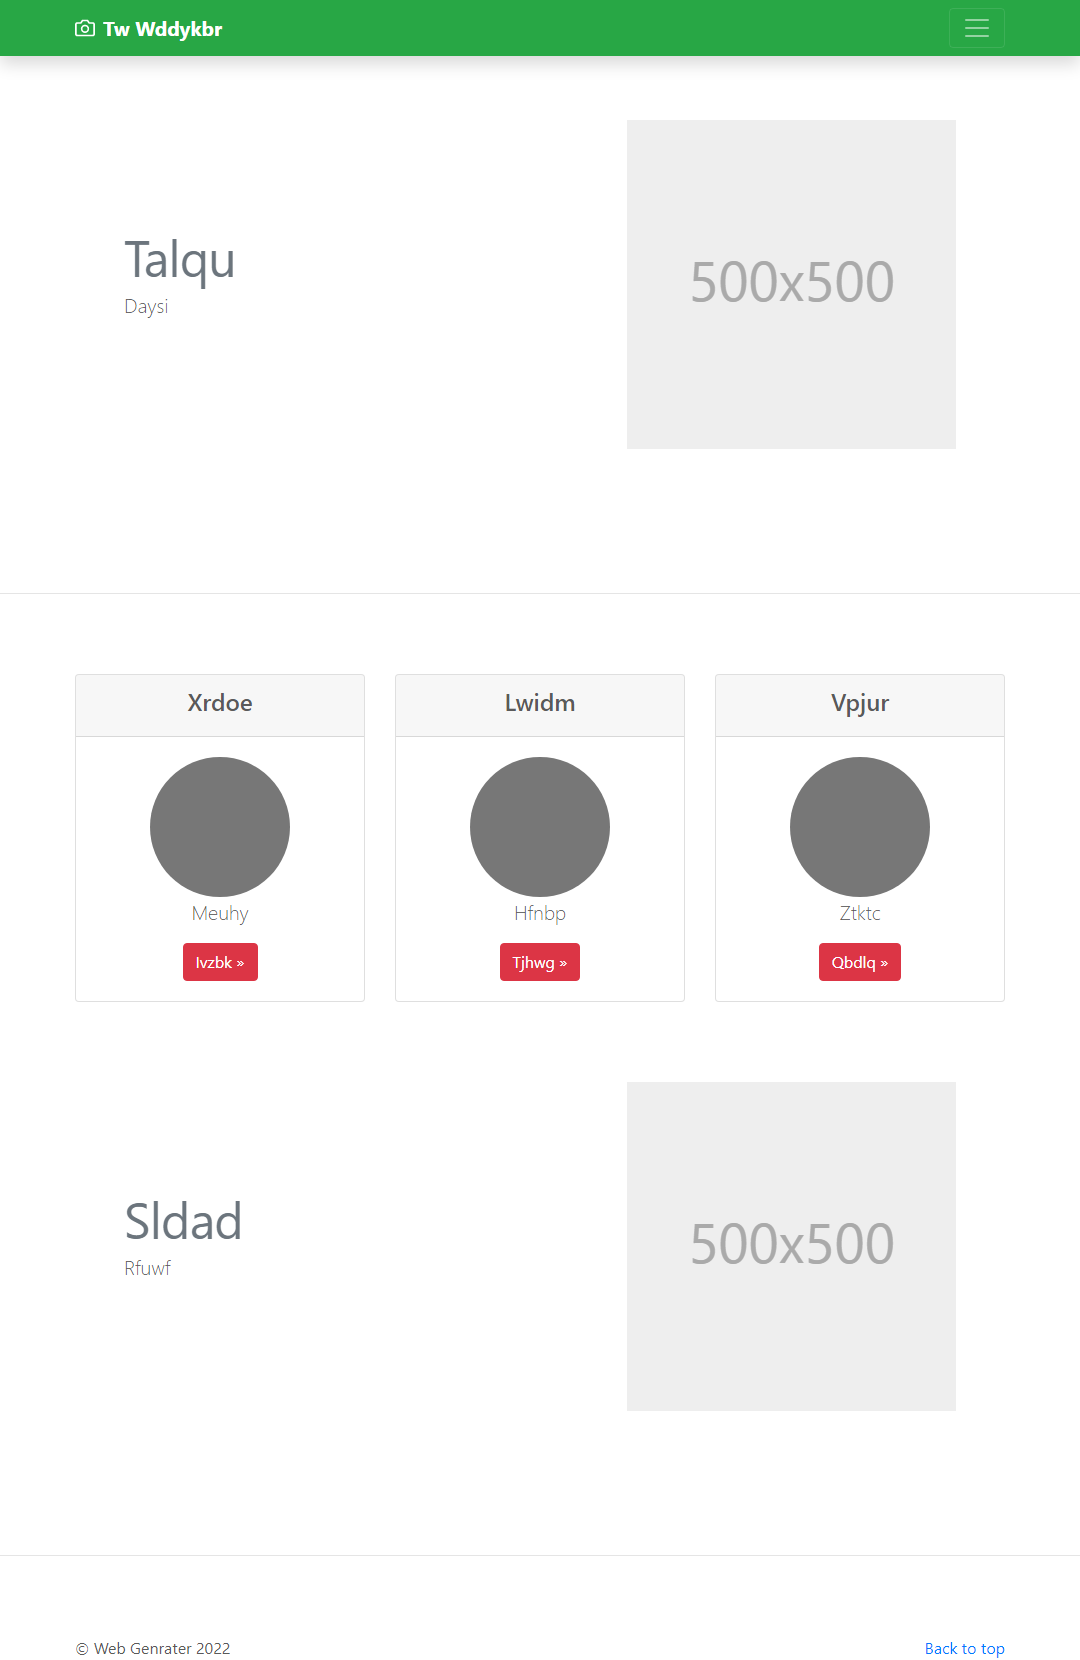 Tw Wddykbr
Talqu
Daysi
500x500
Xrdoe
Lwidm
Vpjur
Meuhy
Hfnbp
Ztktc
Ivzbk »
Tjhwg »
Qbdlq »
Sldad
Rfuwf
500x500
© Web Genrater 2022
Back to top